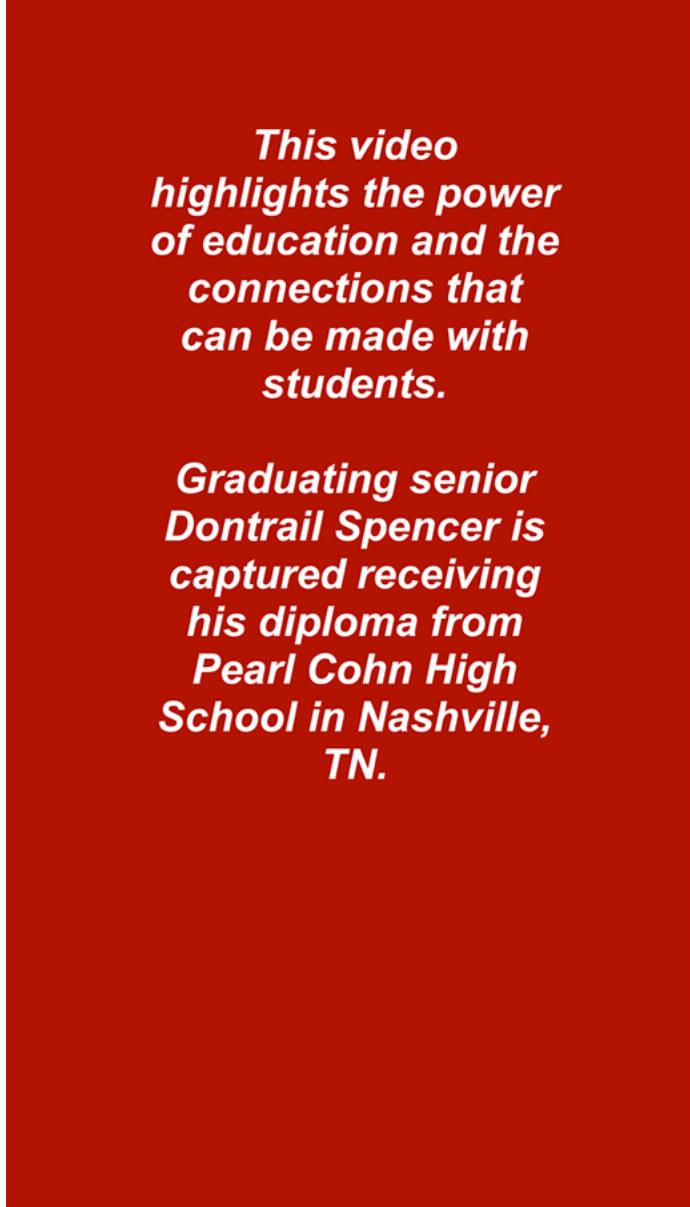 This video
highlights the power
of education and the
connections that
can be made with
students.
Graduating senior
Dontrail Spencer is
captured receiving
his diploma from
Pearl Cohn High
School in Nashville,
TN.